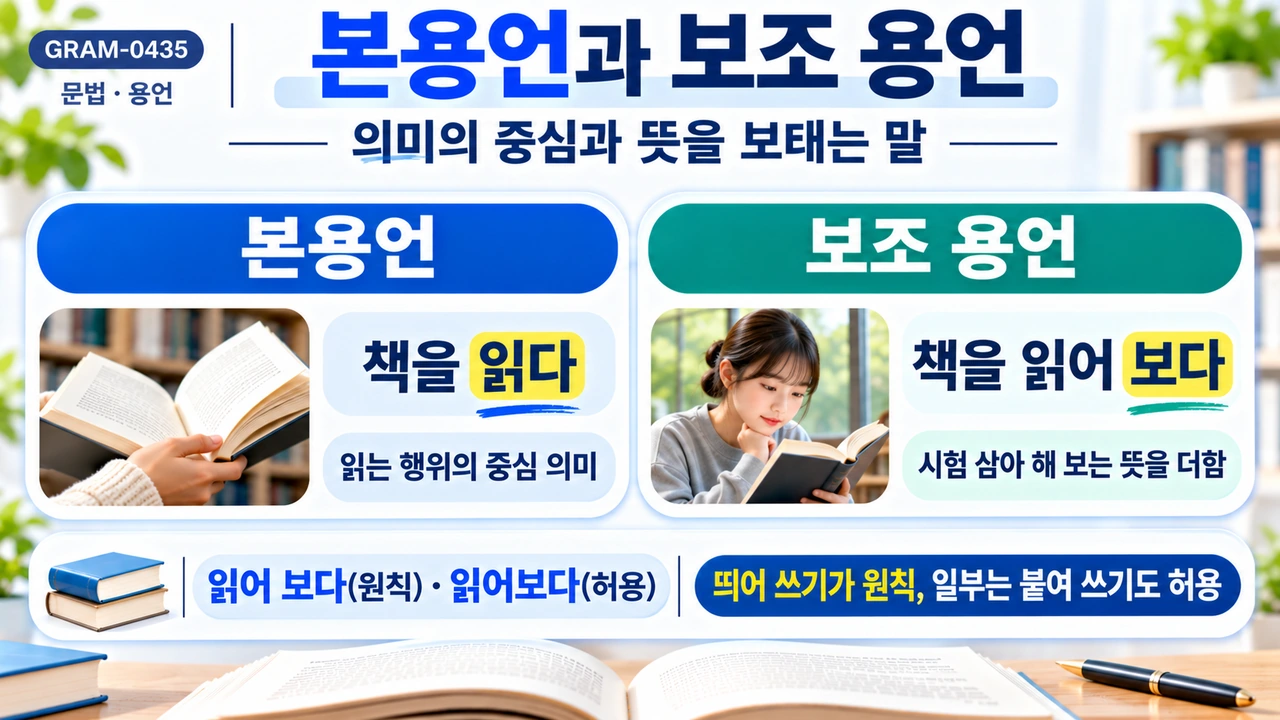 GRAM-0435
문법 · 용언
본용언과 보조 용언
의미의 중심과 뜻을 보태는 말
본용언
책을 읽다
읽는 행위의 중심 의미
보조 용언
책을 읽어 보다
시험 삼아 해 보는 뜻을 더함
읽어 보다(원칙) · 읽어보다(허용)
띄어 쓰기가 원칙, 일부는 붙여 쓰기도 허용